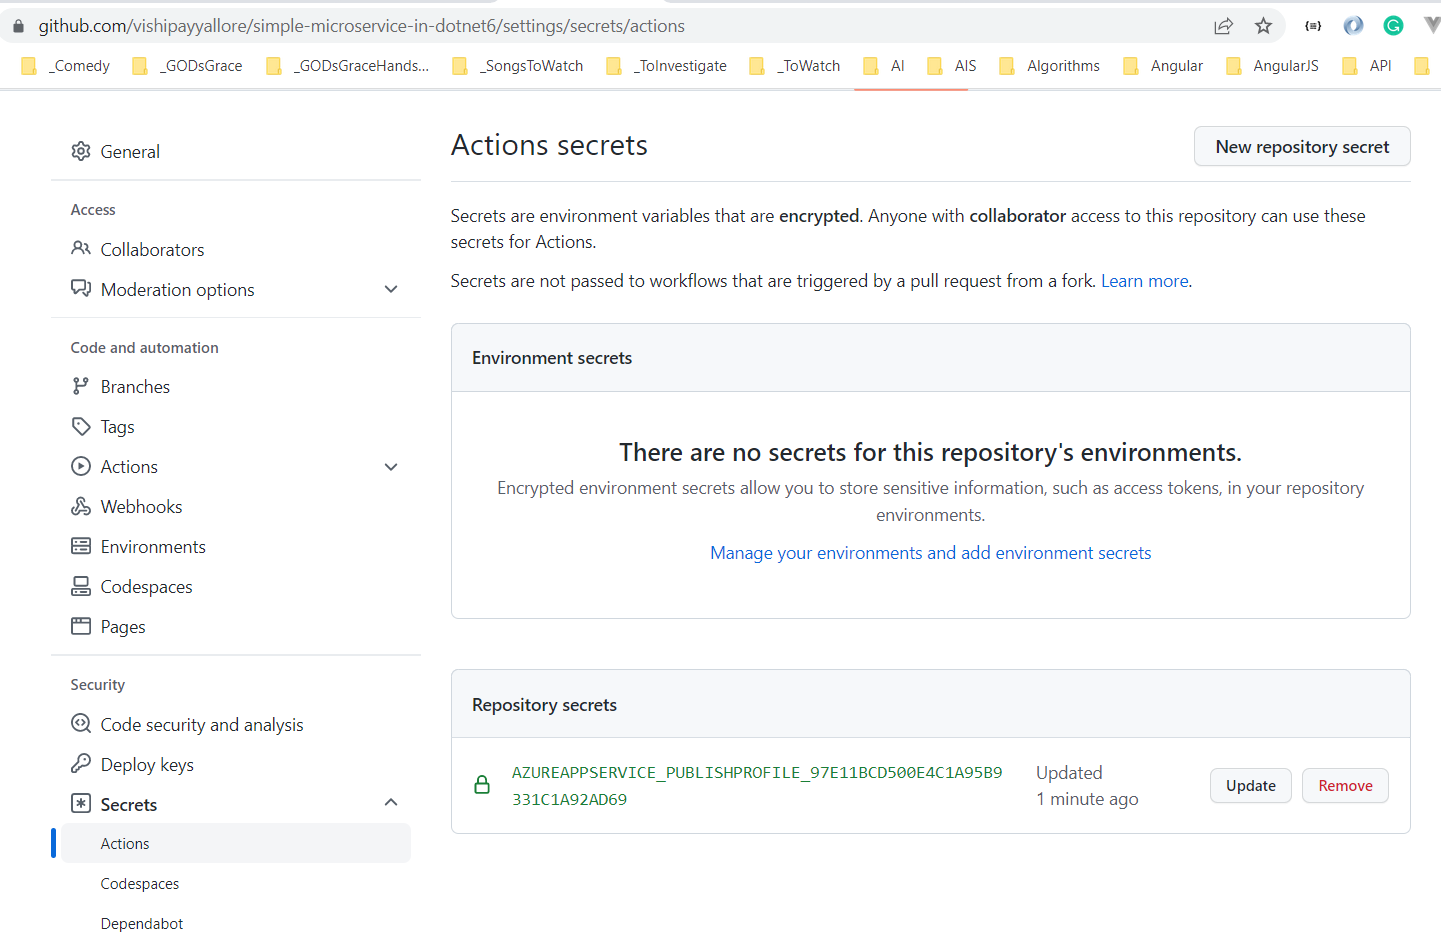 github.com/vishipayyallore/simple-microservice-in-dotnet6/settings/secrets/actions
_Comedy _GODsGrace _GODsGraceHands... _SongsToWatch _ToInvestigate _ToWatch AI AIS Algorithms Angular AngularJS API
General
Access
Collaborators
Moderation options
Code and automation
Branches
Tags
Actions
Webhooks
Environments
Codespaces
Pages
Security
Code security and analysis
Deploy keys
Secrets
Actions
Codespaces
Dependabot
Actions secrets
New repository secret
Secrets are environment variables that are encrypted. Anyone with collaborator access to this repository can use these
secrets for Actions.
Secrets are not passed to workflows that are triggered by a pull request from a fork. Learn more.
Environment secrets
There are no secrets for this repository's environments.
Encrypted environment secrets allow you to store sensitive information, such as access tokens, in your repository
environments.
Manage your environments and add environment secrets
Repository secrets
AZUREAPPSERVICE_PUBLISHPROFILE_97E11BCD500E4C1A95B9
331C1A92AD69
Updated
1 minute ago
Update
Remove